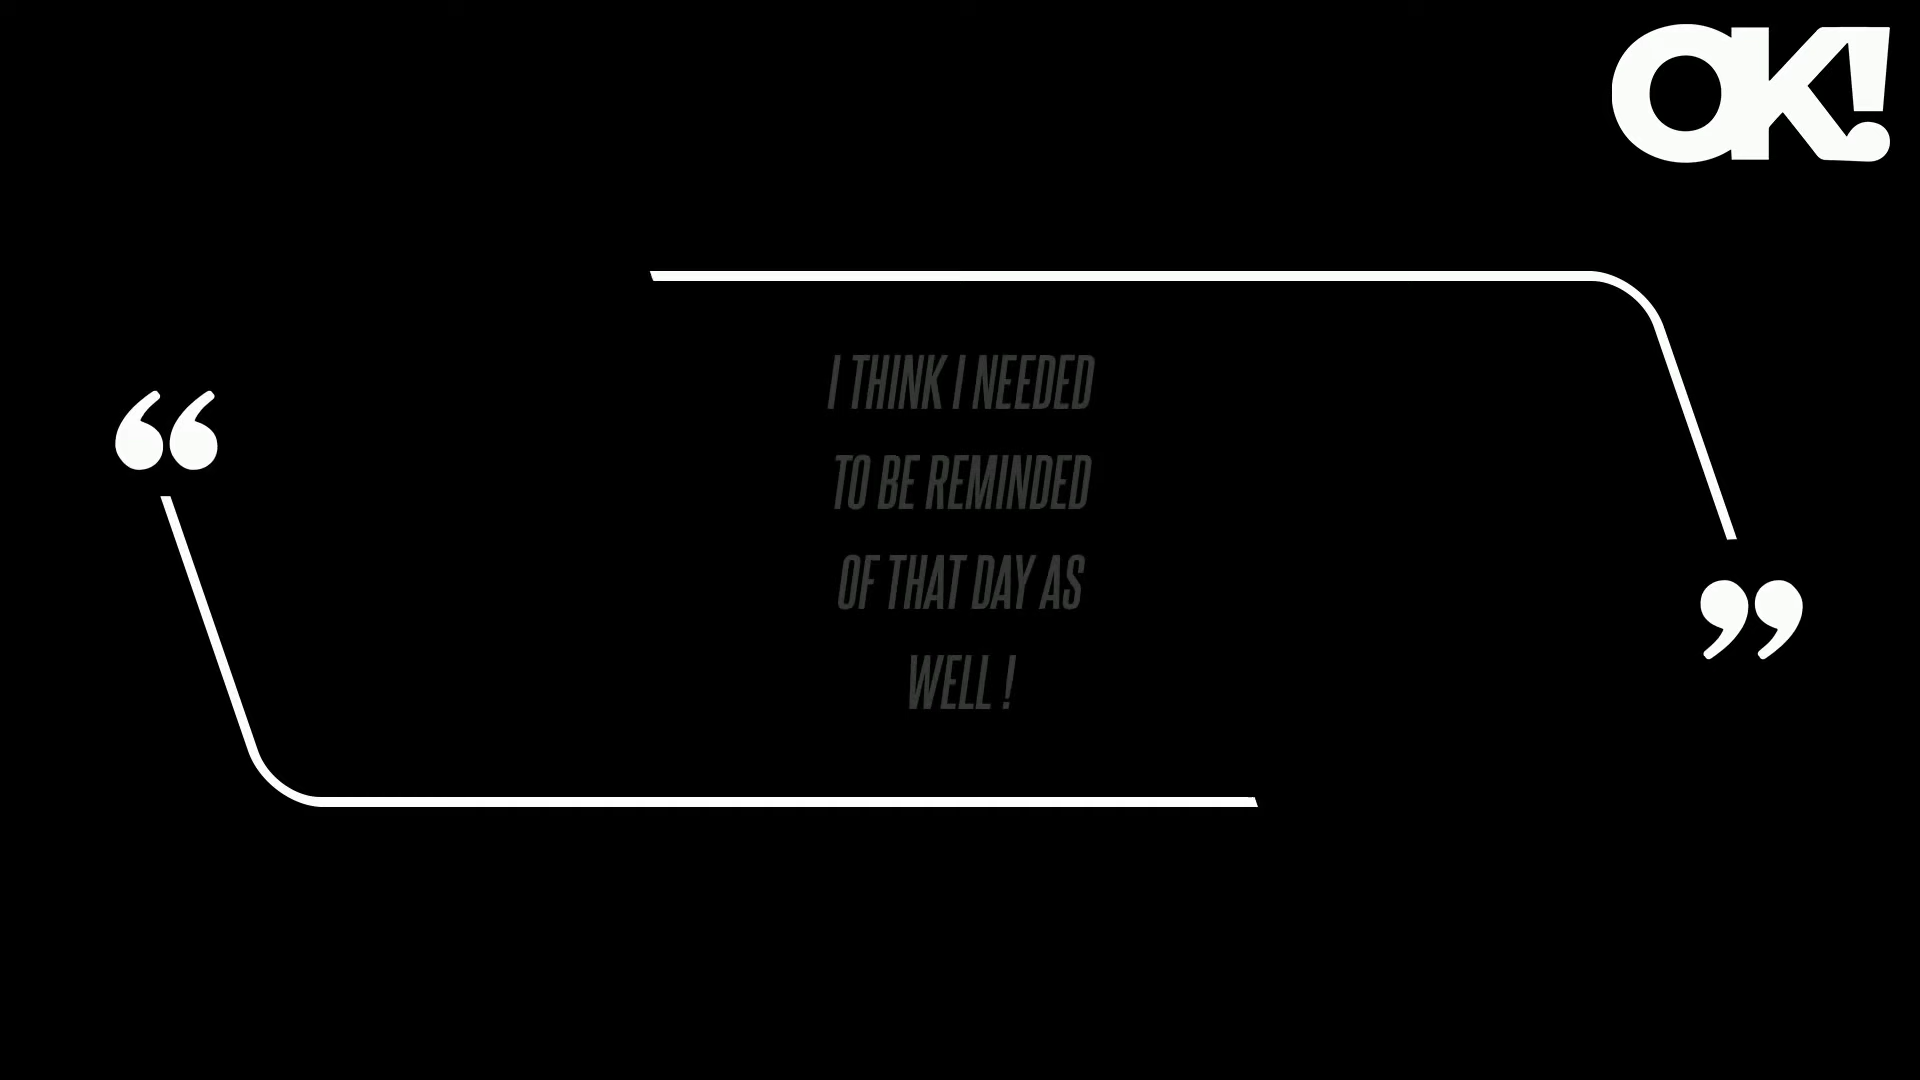 OK!
“
I THINK I NEEDED
TO BE REMINDED
OF THAT DAY AS
WELL !
”